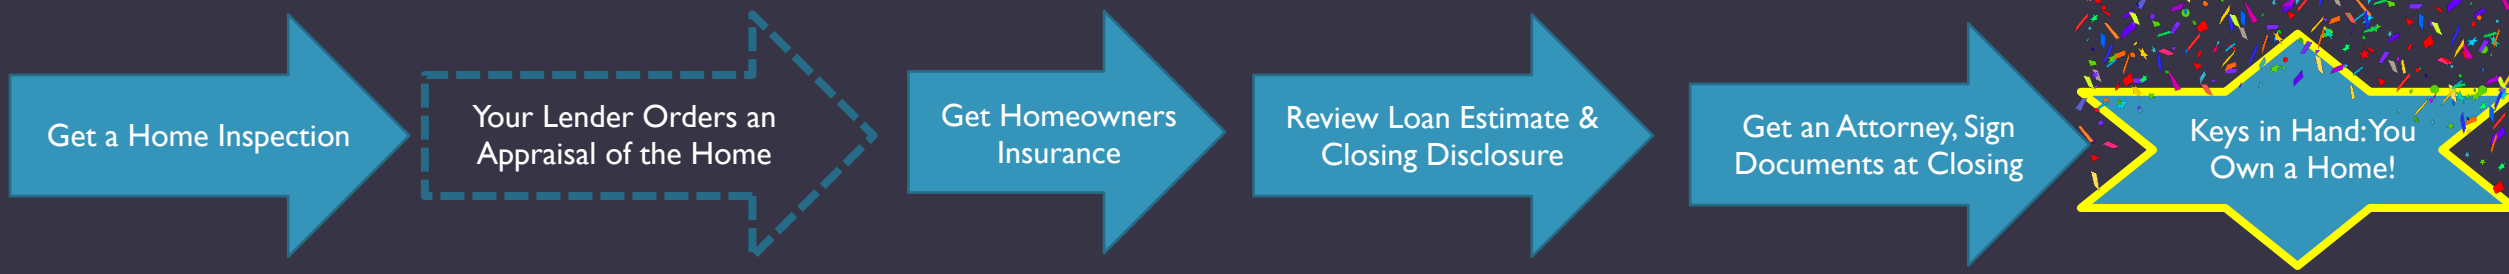 Get a Home Inspection
Your Lender Orders an
Appraisal of the Home
Get Homeowners
Insurance
Review Loan Estimate &
Closing Disclosure
Get an Attorney, Sign
Documents at Closing
Keys in Hand: You
Own a Home!